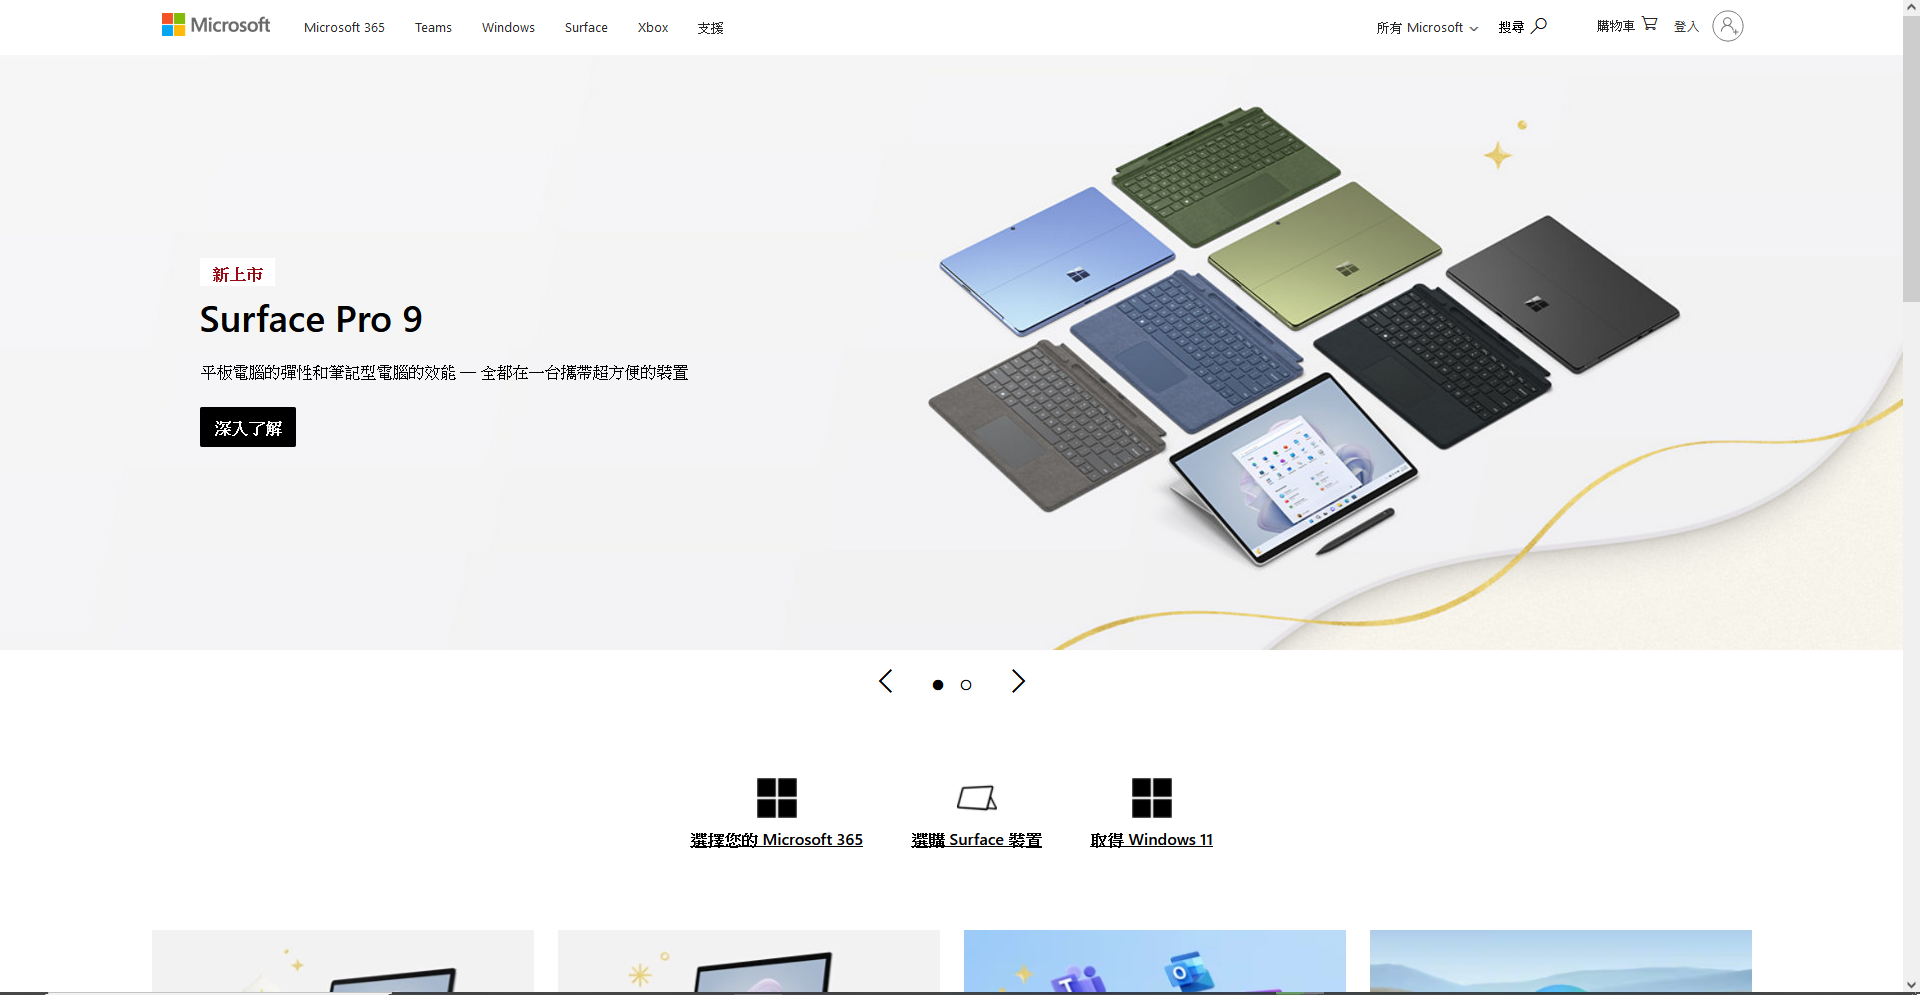 Microsoft
Microsoft 365
Teams
Windows
Surface
Xbox
支援
所有 Microsoft
搜尋
購物車
登入
新上市
Surface Pro 9
平板電腦的彈性和筆記型電腦的效能 — 全都在一台攜帶超方便的裝置
深入了解
選擇您的 Microsoft 365
選購 Surface 裝置
取得 Windows 11